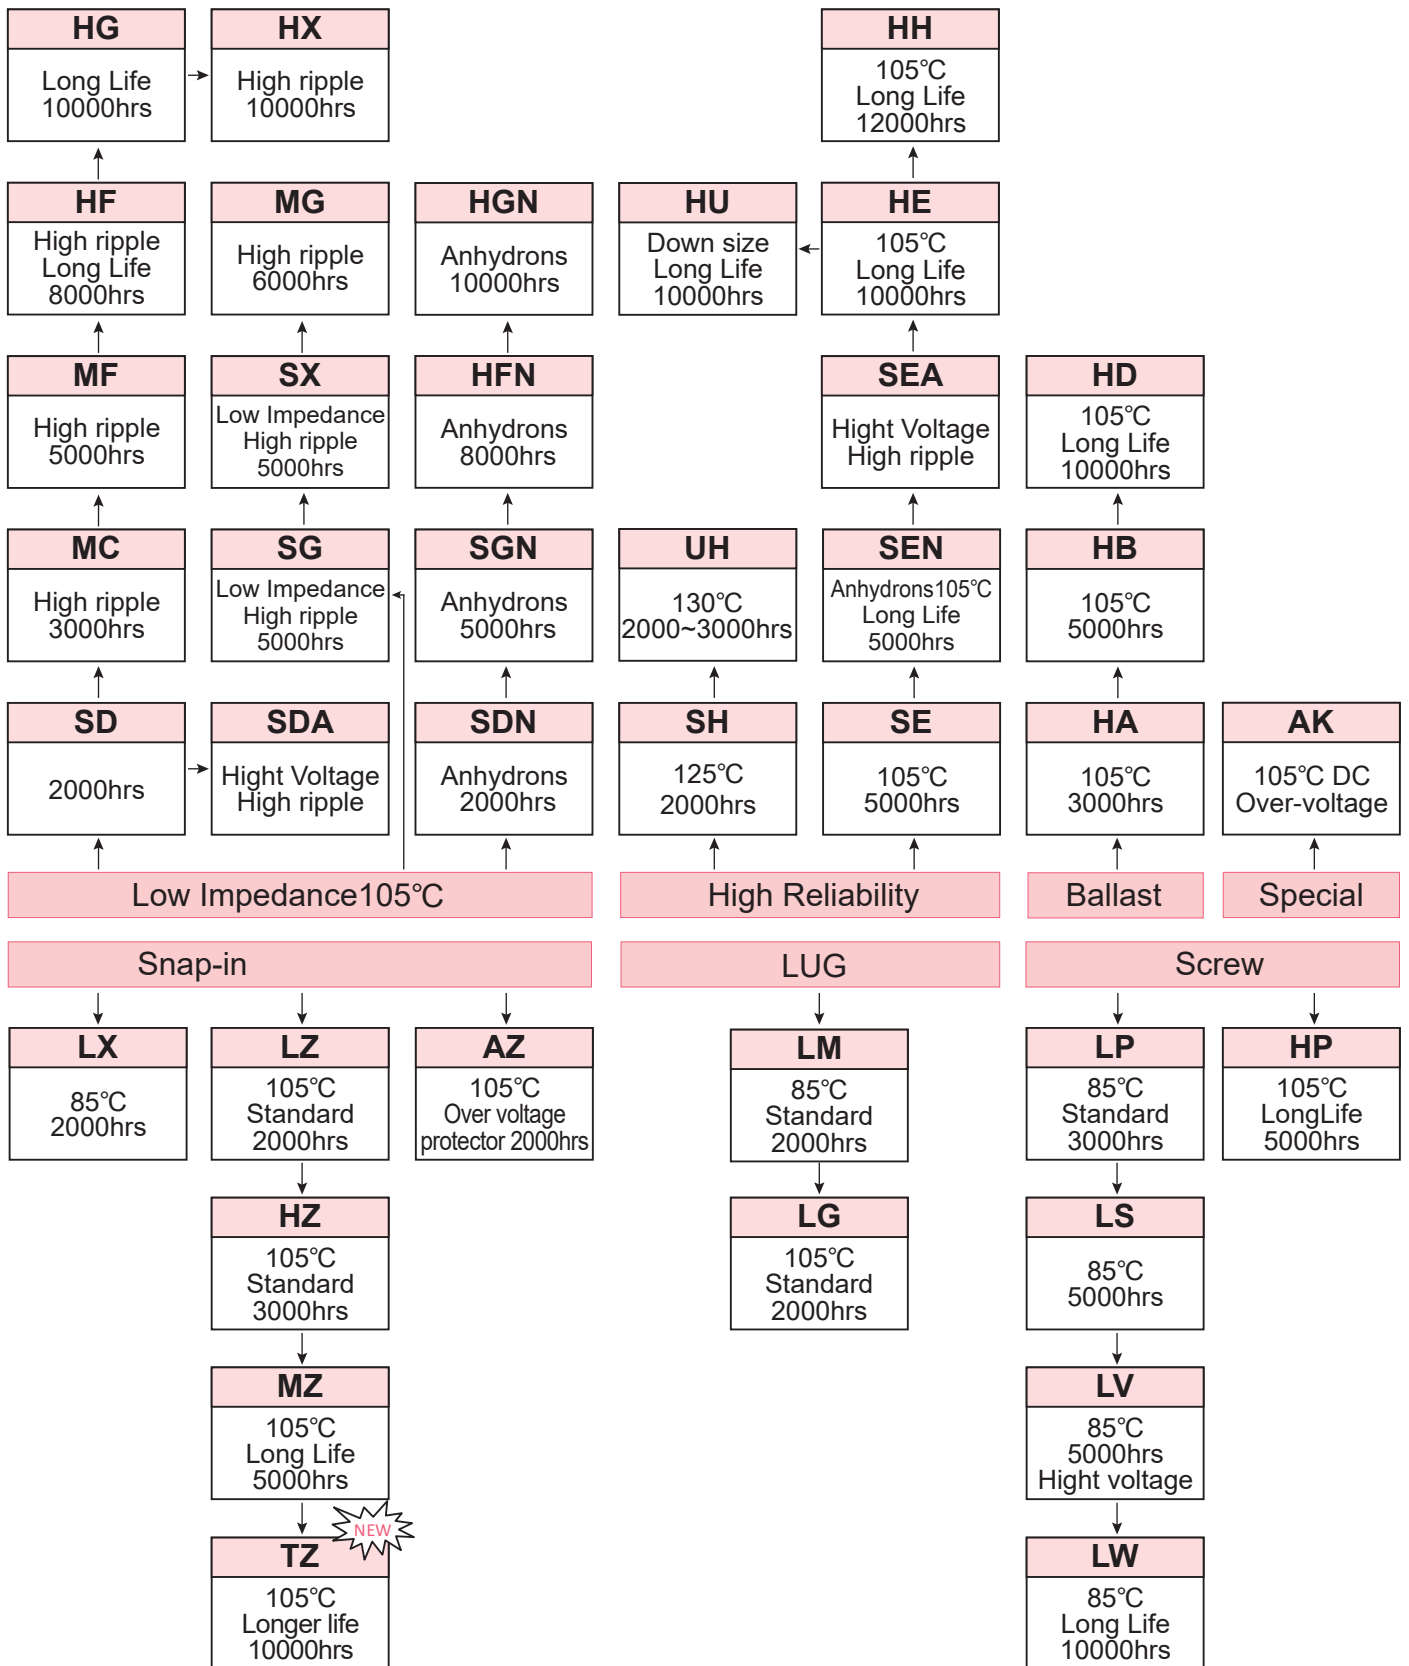 HG
Long Life
10000hrs
HX
High ripple
10000hrs
HH
105℃
Long Life
12000hrs
HF
High ripple
Long Life
8000hrs
MG
High ripple
6000hrs
HGN
Anhydrons
10000hrs
HU
Down size
Long Life
10000hrs
HE
105℃
Long Life
10000hrs
MF
High ripple
5000hrs
SX
Low Impedance
High ripple
5000hrs
HFN
Anhydrons
8000hrs
SEA
Hight Voltage
High ripple
HD
105℃
Long Life
10000hrs
MC
High ripple
3000hrs
SG
Low Impedance
High ripple
5000hrs
SGN
Anhydrons
5000hrs
UH
130℃
2000~3000hrs
SEN
Anhydrons105℃
Long Life
5000hrs
HB
105℃
5000hrs
SD
2000hrs
SDA
Hight Voltage
High ripple
SDN
Anhydrons
2000hrs
SH
125℃
2000hrs
SE
105℃
5000hrs
HA
105℃
3000hrs
AK
105℃ DC
Over-voltage
Low Impedance105℃
High Reliability
Ballast
Special
Snap-in
LUG
Screw
LX
85℃
2000hrs
LZ
105℃
Standard
2000hrs
AZ
105℃
Over voltage
protector 2000hrs
LM
85℃
Standard
2000hrs
LP
85℃
Standard
3000hrs
HP
105℃
LongLife
5000hrs
HZ
105℃
Standard
3000hrs
LG
105℃
Standard
2000hrs
LS
85℃
5000hrs
MZ
105℃
Long Life
5000hrs
LV
85℃
5000hrs
Hight voltage
NEW
TZ
105℃
Longer life
10000hrs
LW
85℃
Long Life
10000hrs